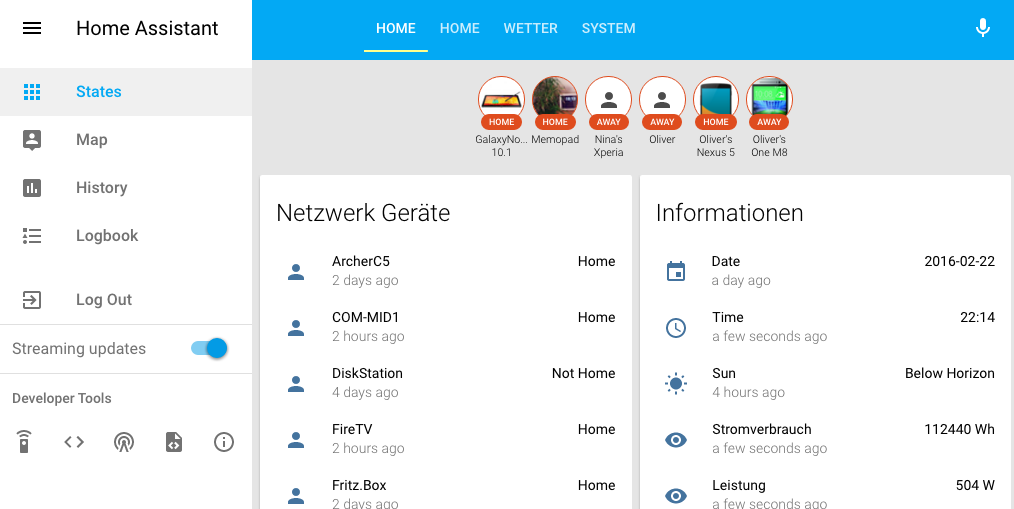 Home Assistant
States
Map
History
Logbook
Log Out
Streaming updates
Developer Tools
HOME HOME WETTER SYSTEM
HOME HOME AWAY AWAY HOME AWAY
GalaxyNo... Memopad Nina's Oliver Oliver's Oliver's
10.1 Xperia Nexus 5 One M8
Netzwerk Geräte
ArcherC5 Home
2 days ago
COM-MID1 Home
2 hours ago
DiskStation Not Home
4 days ago
FireTV Home
2 hours ago
Fritz.Box Home
2 days ago
Informationen
Date 2016-02-22
a day ago
Time 22:14
a few seconds ago
Sun Below Horizon
4 hours ago
Stromverbrauch 112440 Wh
a few seconds ago
Leistung 504 W
a few seconds ago